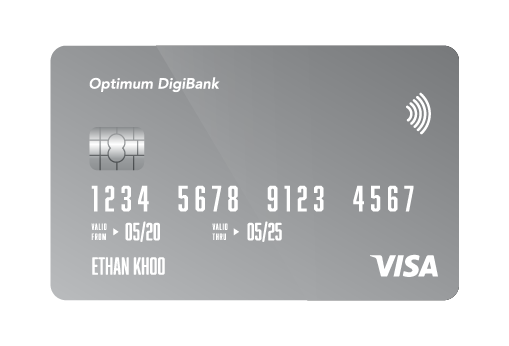 Optimum DigiBank
1234 5678 9123 4567
VALID FROM 05/20 VALID THRU 05/25
ETHAN KHOO
VISA